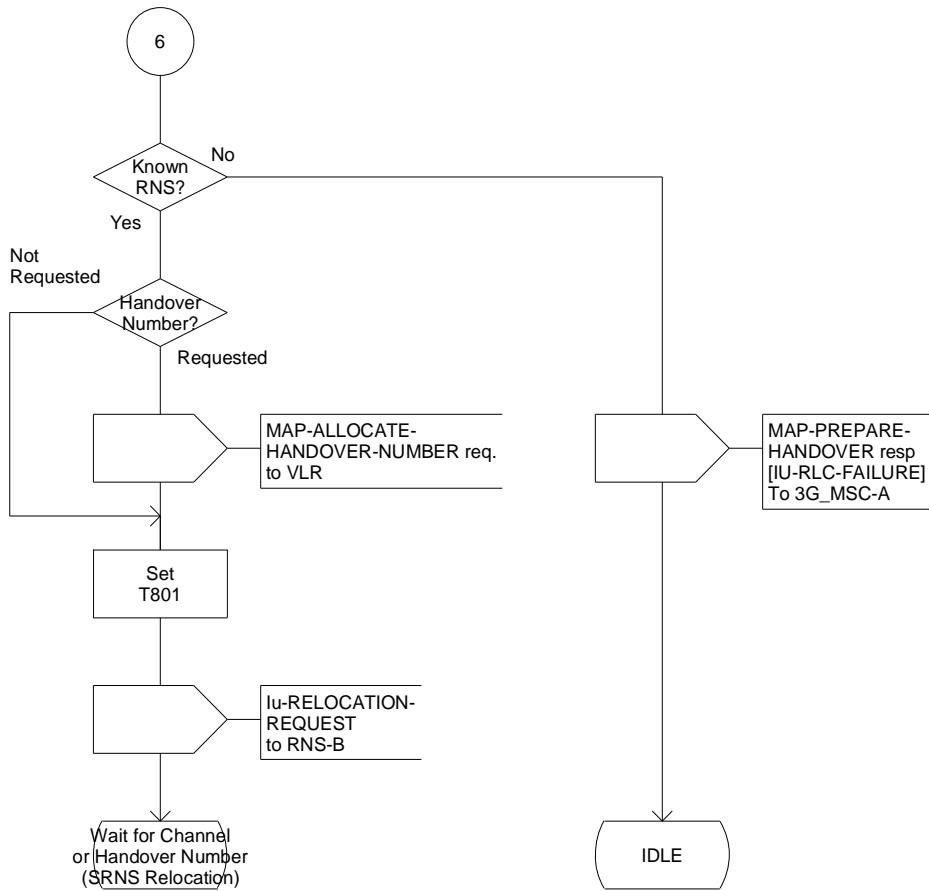 6
Known
RNS?
No
Yes
Not
Requested
Handover
Number?
Requested
MAP-ALLOCATE-
HANDOVER-NUMBER req.
to VLR
MAP-PREPARE-
HANDOVER resp
[IU-RLC-FAILURE]
To 3G_MSC-A
Set
T801
Iu-RELOCATION-
REQUEST
to RNS-B
Wait for Channel
or Handover Number
(SRNS Relocation)
IDLE